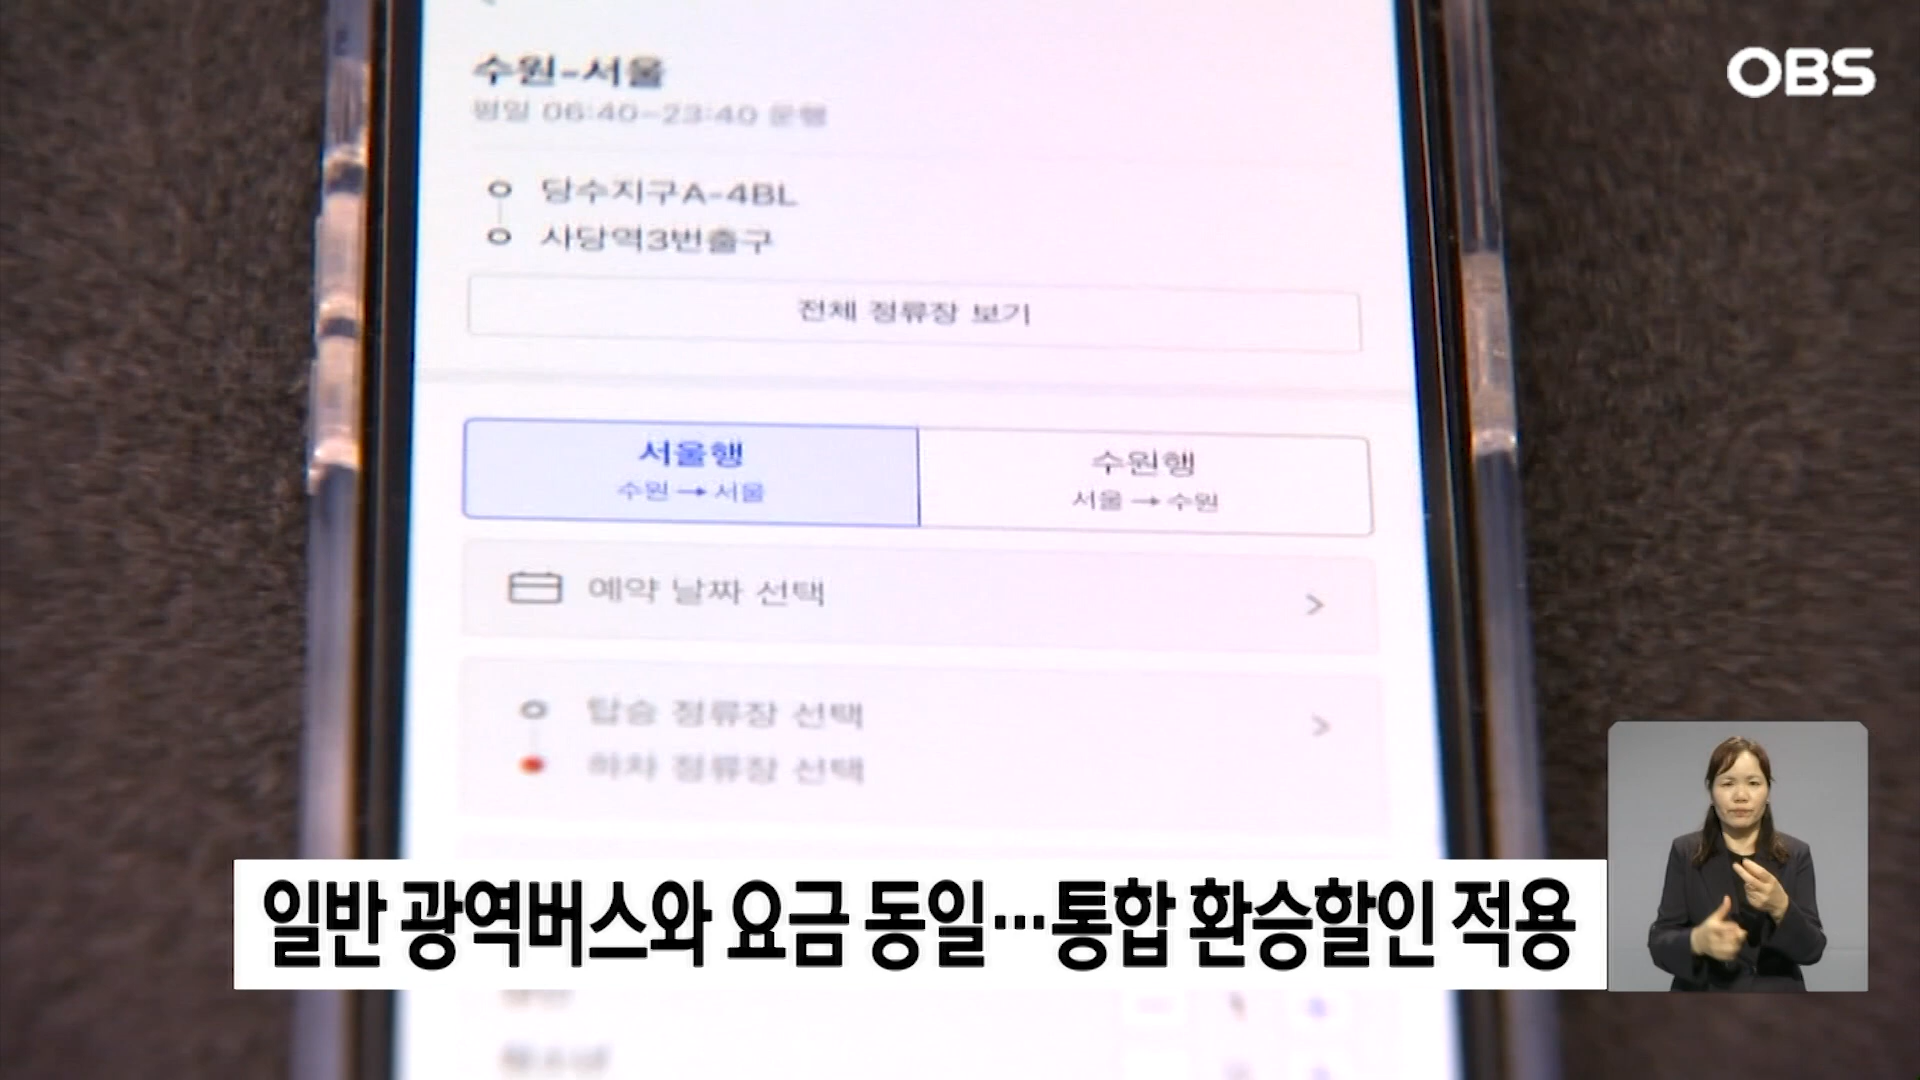 OBS
수원-서울
평일 06:40-23:40 운행
당수지구A-4BL
사당역3번출구
전체 정류장 보기
서울행
수원→서울
수원행
서울→수원
예약 날짜 선택
탑승 정류장 선택
하차 정류장 선택
일반 광역버스와 요금 동일…통합 환승할인 적용